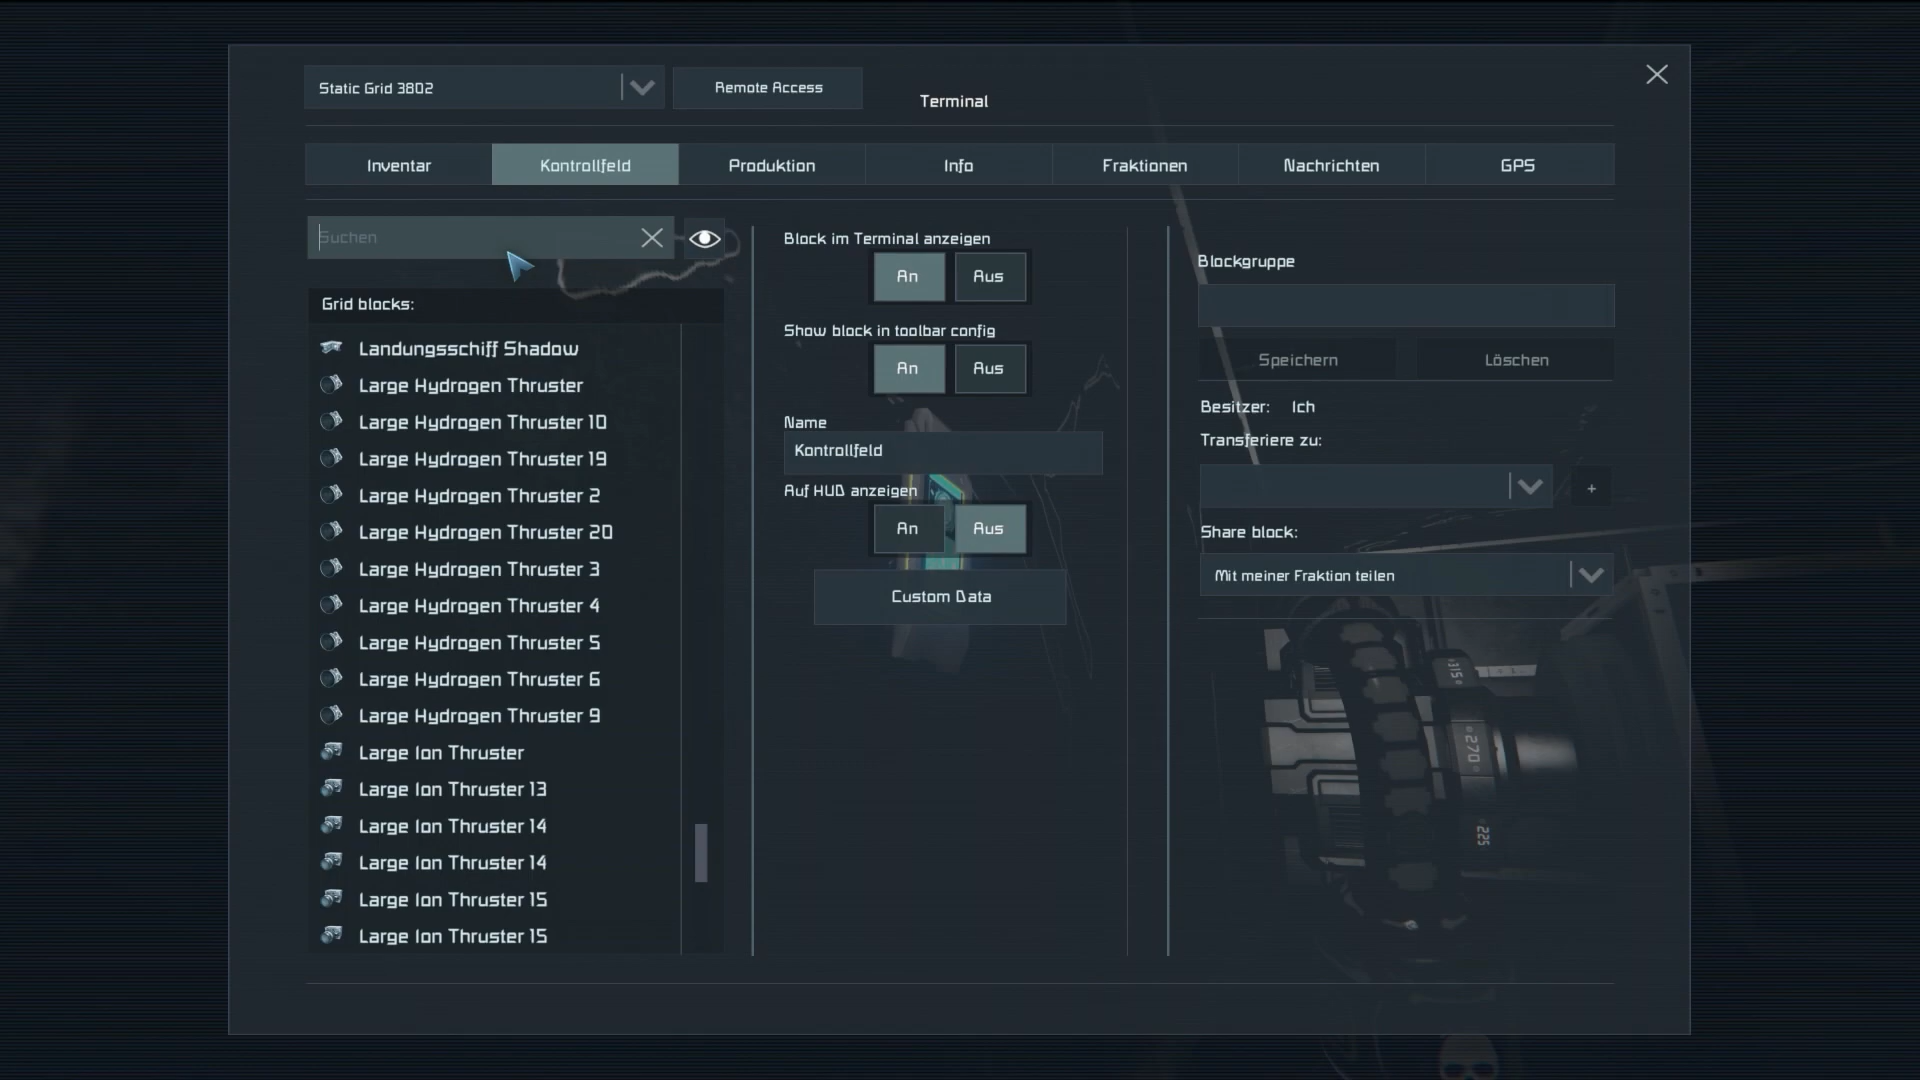 Static Grid 3802
Remote Access
Terminal
Inventar
Kontrollfeld
Produktion
Info
Fraktionen
Nachrichten
GPS
Suchen
Grid blocks:
Landungsschiff Shadow
Large Hydrogen Thruster
Large Hydrogen Thruster 10
Large Hydrogen Thruster 19
Large Hydrogen Thruster 2
Large Hydrogen Thruster 20
Large Hydrogen Thruster 3
Large Hydrogen Thruster 4
Large Hydrogen Thruster 5
Large Hydrogen Thruster 6
Large Hydrogen Thruster 9
Large Ion Thruster
Large Ion Thruster 13
Large Ion Thruster 14
Large Ion Thruster 14
Large Ion Thruster 15
Large Ion Thruster 15
Block im Terminal anzeigen
An Aus
Show block in toolbar config
An Aus
Name
Kontrollfeld
Auf HUD anzeigen
An Aus
Custom Data
Blockgruppe
Speichern Löschen
Besitzer: Ich
Transferiere zu:
+
Share block:
Mit meiner Fraktion teilen
315
270
225